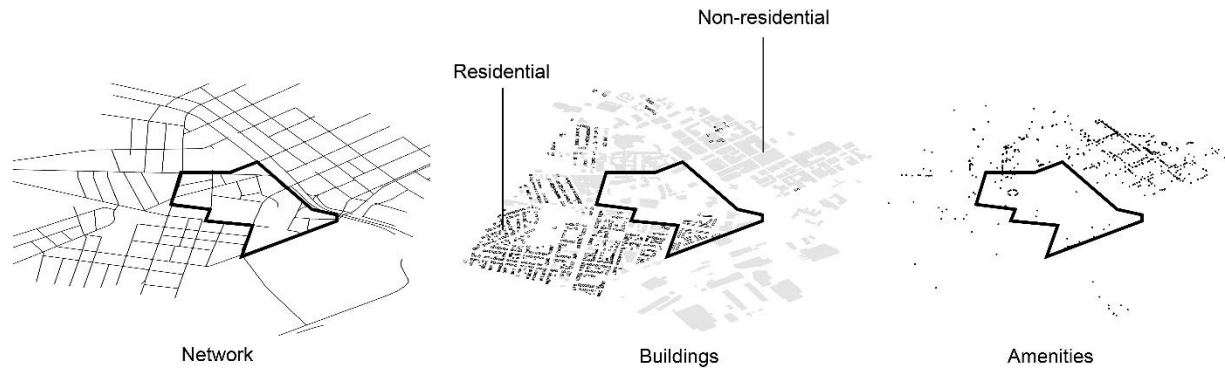 Non-residential
Residential
Network
Buildings
Amenities